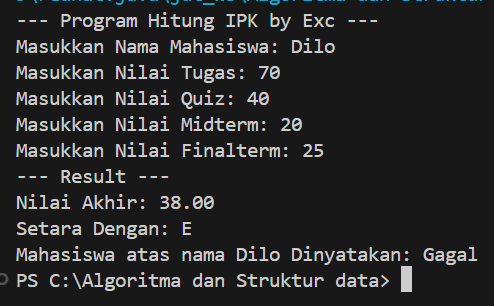 --- Program Hitung IPK by Exc ---
Masukkan Nama Mahasiswa: Dilo
Masukkan Nilai Tugas: 70
Masukkan Nilai Quiz: 40
Masukkan Nilai Midterm: 20
Masukkan Nilai Finalterm: 25
--- Result ---
Nilai Akhir: 38.00
Setara Dengan: E
Mahasiswa atas nama Dilo Dinyatakan: Gagal
PS C:\Algoritma dan Struktur data>